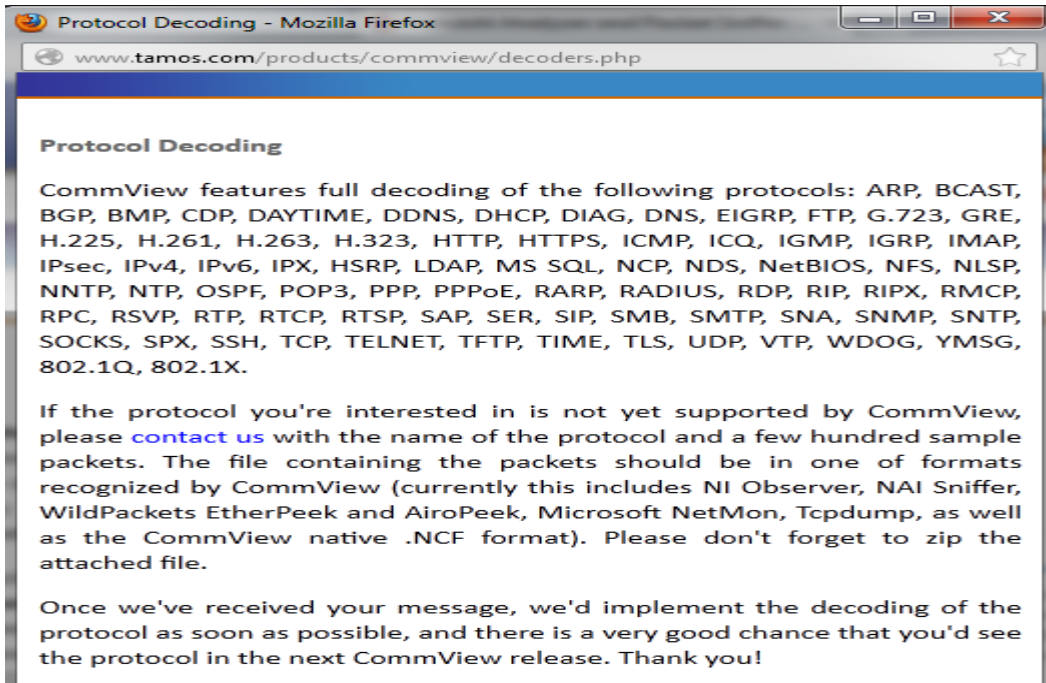 Protocol Decoding - Mozilla Firefox
www.tamos.com/products/commview/decoders.php
Protocol Decoding
CommView features full decoding of the following protocols: ARP, BCAST,
BGP, BMP, CDP, DAYTIME, DDNS, DHCP, DIAG, DNS, EIGRP, FTP, G.723, GRE,
H.225, H.261, H.263, H.323, HTTP, HTTPS, ICMP, ICQ, IGMP, IGRP, IMAP,
IPsec, IPv4, IPv6, IPX, HSRP, LDAP, MS SQL, NCP, NDS, NetBIOS, NFS, NLSP,
NNTP, NTP, OSPF, POP3, PPP, PPPoE, RARP, RADIUS, RDP, RIP, RIPX, RMCP,
RPC, RSVP, RTP, RTCP, RTSP, SAP, SER, SIP, SMB, SMTP, SNA, SNMP, SNTP,
SOCKS, SPX, SSH, TCP, TELNET, TFTP, TIME, TLS, UDP, VTP, WDOG, YMSG,
802.1Q, 802.1X.
If the protocol you're interested in is not yet supported by CommView,
please contact us with the name of the protocol and a few hundred sample
packets. The file containing the packets should be in one of formats
recognized by CommView (currently this includes NI Observer, NAI Sniffer,
WildPackets EtherPeek and AiroPeek, Microsoft NetMon, Tcpdump, as well
as the CommView native .NCF format). Please don't forget to zip the
attached file.
Once we've received your message, we'd implement the decoding of the
protocol as soon as possible, and there is a very good chance that you'd see
the protocol in the next CommView release. Thank you!